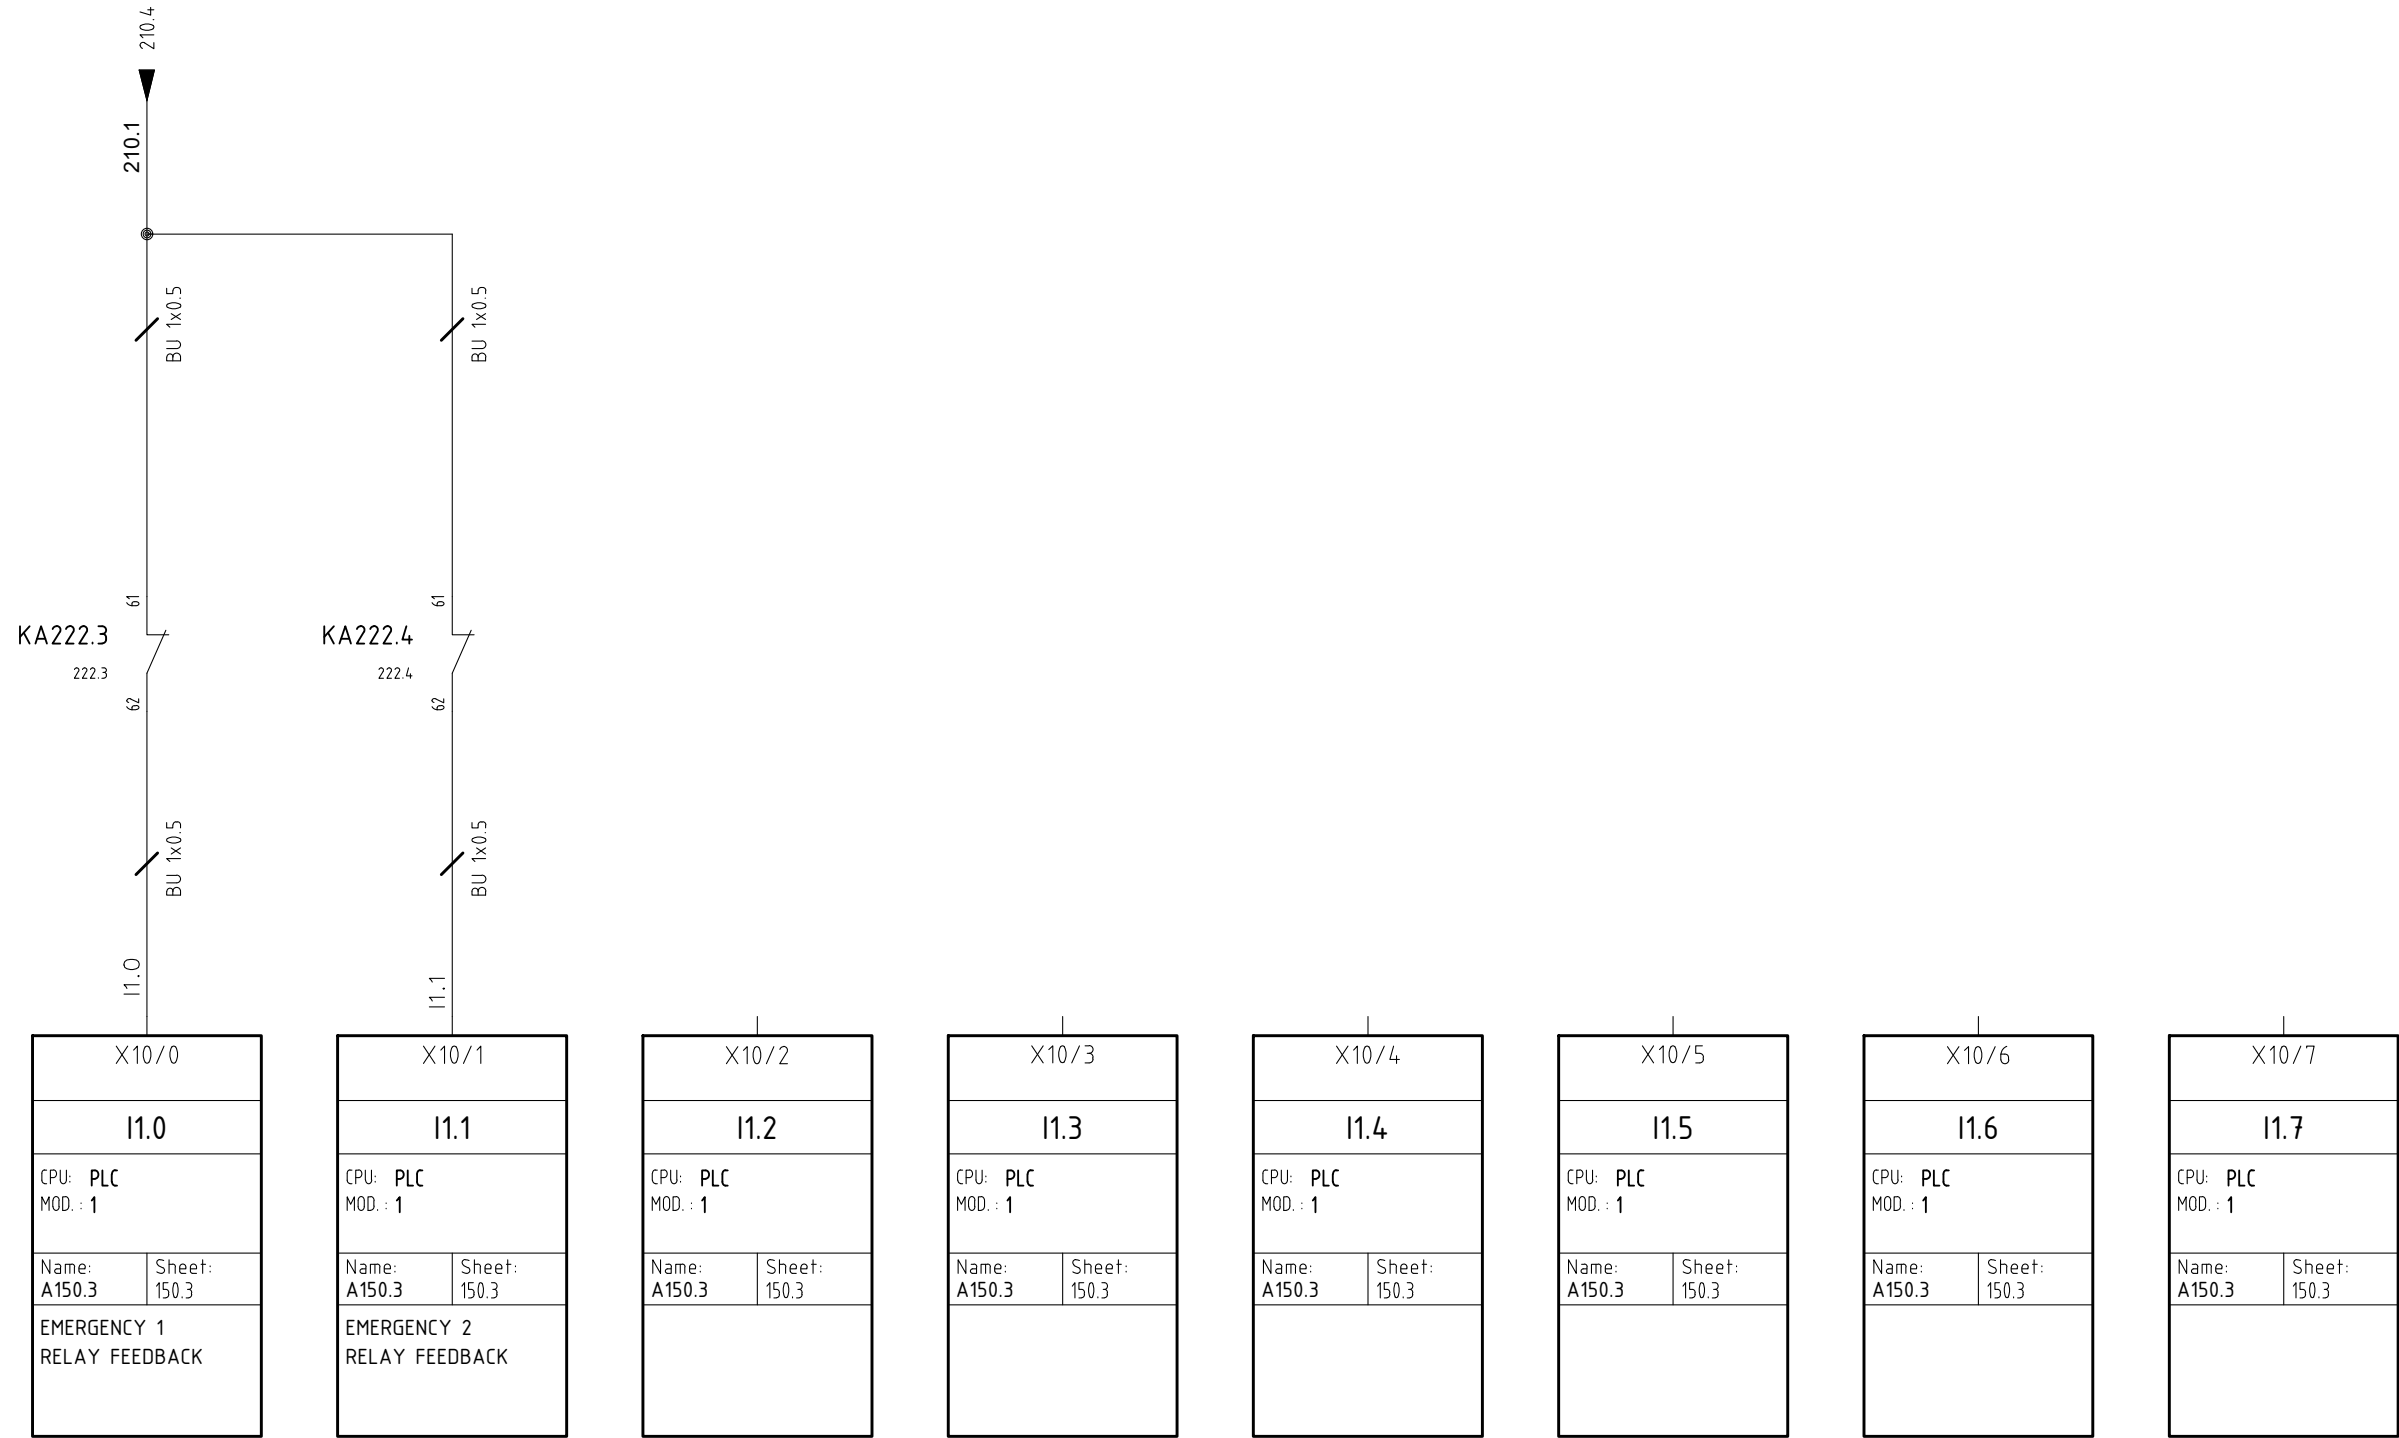 210.4
210.1
BU 1x0.5
BU 1x0.5
61
61
KA222.3
KA222.4
222.3
222.4
62
62
BU 1x0.5
BU 1x0.5
I1.0
I1.1
X10/0
I1.0
CPU: PLC
MOD. : 1
Name:
A150.3
Sheet:
150.3
EMERGENCY 1
RELAY FEEDBACK
X10/1
I1.1
CPU: PLC
MOD. : 1
Name:
A150.3
Sheet:
150.3
EMERGENCY 2
RELAY FEEDBACK
X10/2
I1.2
CPU: PLC
MOD. : 1
Name:
A150.3
Sheet:
150.3
X10/3
I1.3
CPU: PLC
MOD. : 1
Name:
A150.3
Sheet:
150.3
X10/4
I1.4
CPU: PLC
MOD. : 1
Name:
A150.3
Sheet:
150.3
X10/5
I1.5
CPU: PLC
MOD. : 1
Name:
A150.3
Sheet:
150.3
X10/6
I1.6
CPU: PLC
MOD. : 1
Name:
A150.3
Sheet:
150.3
X10/7
I1.7
CPU: PLC
MOD. : 1
Name:
A150.3
Sheet:
150.3